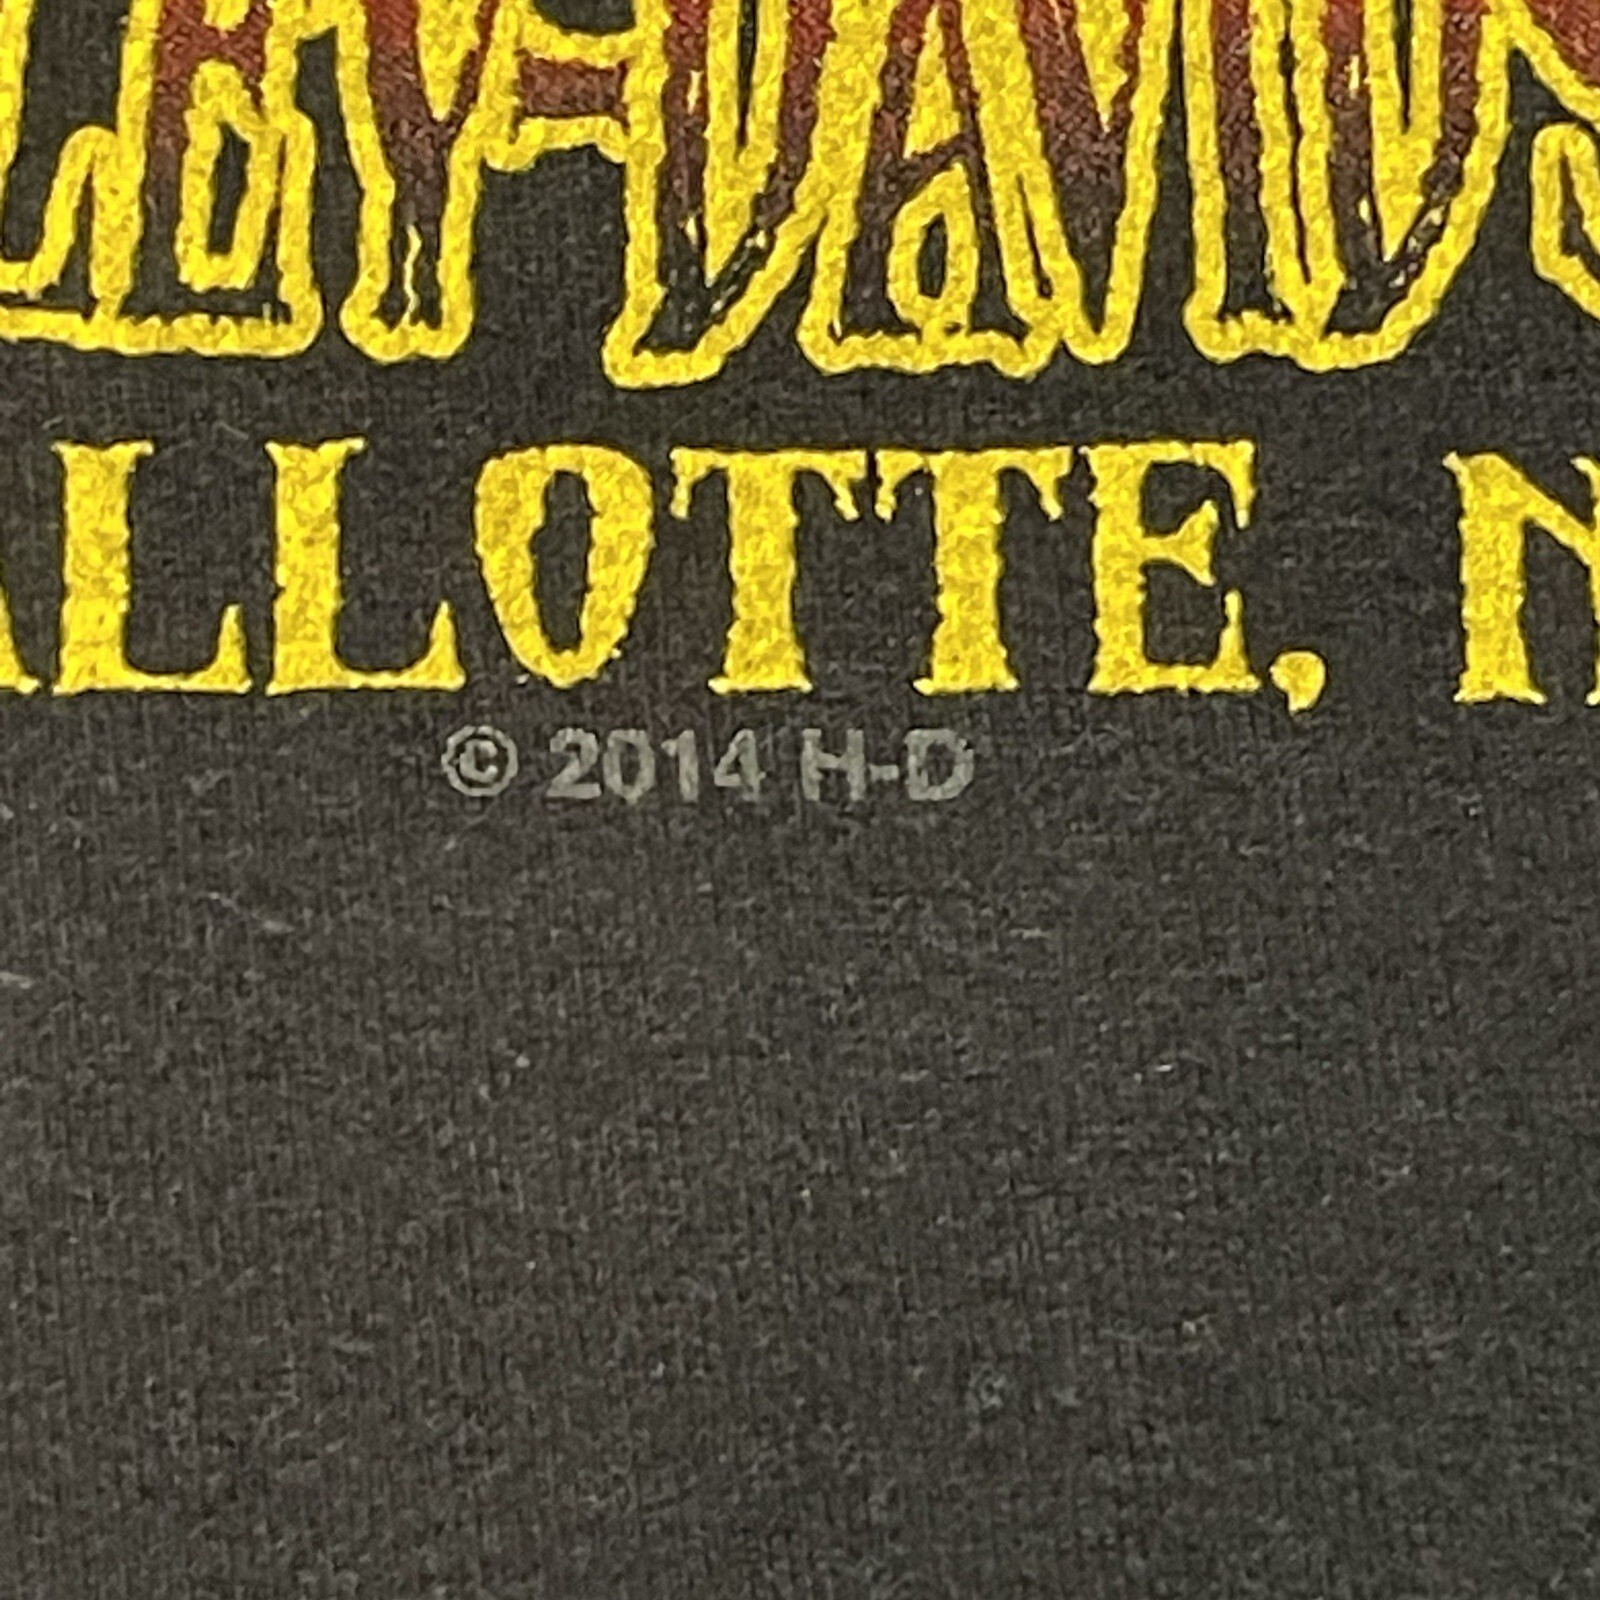 LEY-DAVIDS
ALLOTTE, N
© 2014 H-D